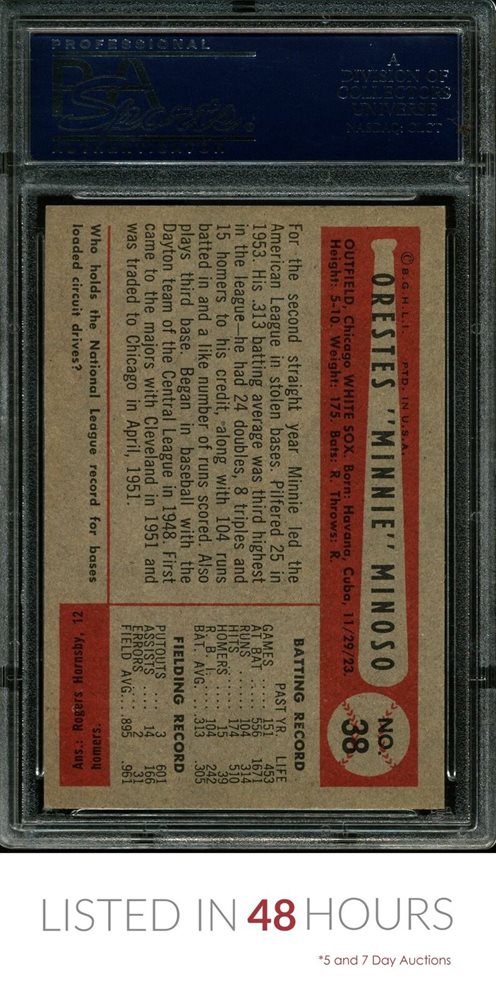 PROFESSIONAL
PSA
Sports
AUTHENTICATOR
A
DIVISION OF
COLLECTORS
UNIVERSE
NASDAQ: CLCT
© B.G.H.L.I. PTD. IN U.S.A.
ORESTES "MINNIE" MINOSO
NO.
38
OUTFIELD, Chicago WHITE SOX. Born: Havana, Cuba, 11/29/23.
Height: 5-10. Weight: 175. Bats: R. Throws: R.
For the second straight year Minnie led the
American League in stolen bases. Pilfered 25 in
1953. His .313 batting average was third highest
in the league—he had 24 doubles, 8 triples and
15 homers to his credit, along with 104 runs
batted in and a like number of runs scored. Also
plays third base. Began in baseball with the
Dayton team of the Central League in 1948. First
came to the majors with Cleveland in 1951 and
was traded to Chicago in April, 1951.
BATTING RECORD
PAST YR. LIFE
GAMES ..... 151 453
AT BAT ..... 556 1671
RUNS ..... 104 314
HITS ..... 174 510
HOMERS ..... 15 39
R. B. I. ..... 104 242
BAT. AVG. .. .313 .305
FIELDING RECORD
PUTOUTS .... 3 601
ASSISTS .... 14 166
ERRORS .... 2 31
FIELD AVG. .. .895 .961
Who holds the National League record for bases
loaded circuit drives?
Ans.: Rogers Hornsby, 12
homers.
LISTED IN 48 HOURS
*5 and 7 Day Auctions